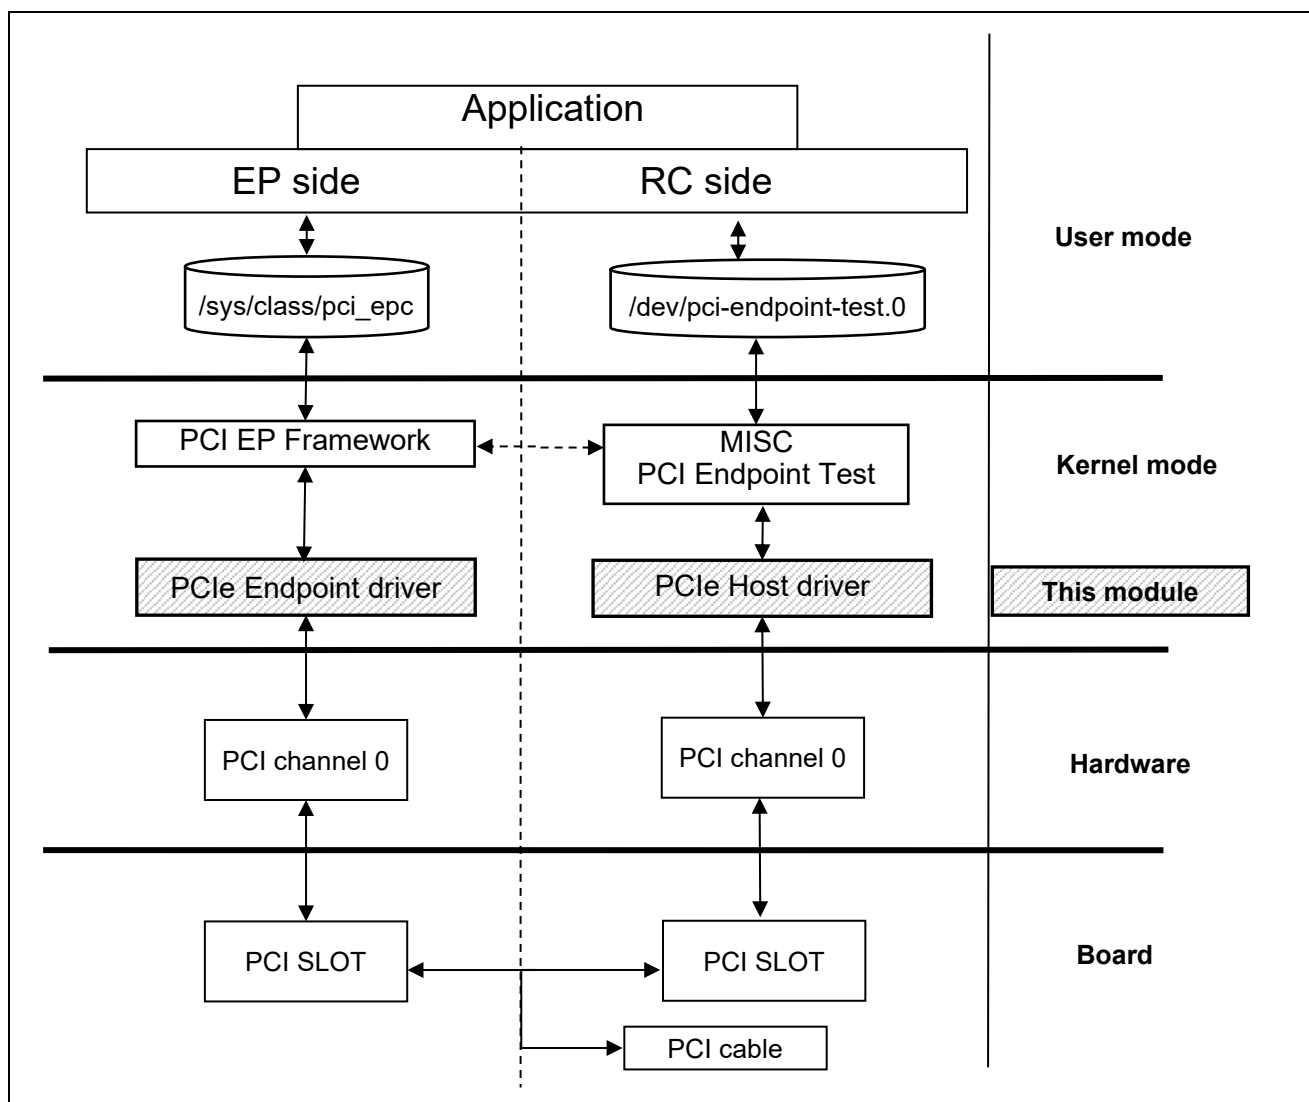 Application
EP side
RC side
User mode
/sys/class/pci_epc
/dev/pci-endpoint-test.0
PCI EP Framework
MISC
PCI Endpoint Test
Kernel mode
PCIe Endpoint driver
PCIe Host driver
This module
PCI channel 0
PCI channel 0
Hardware
PCI SLOT
PCI SLOT
Board
PCI cable